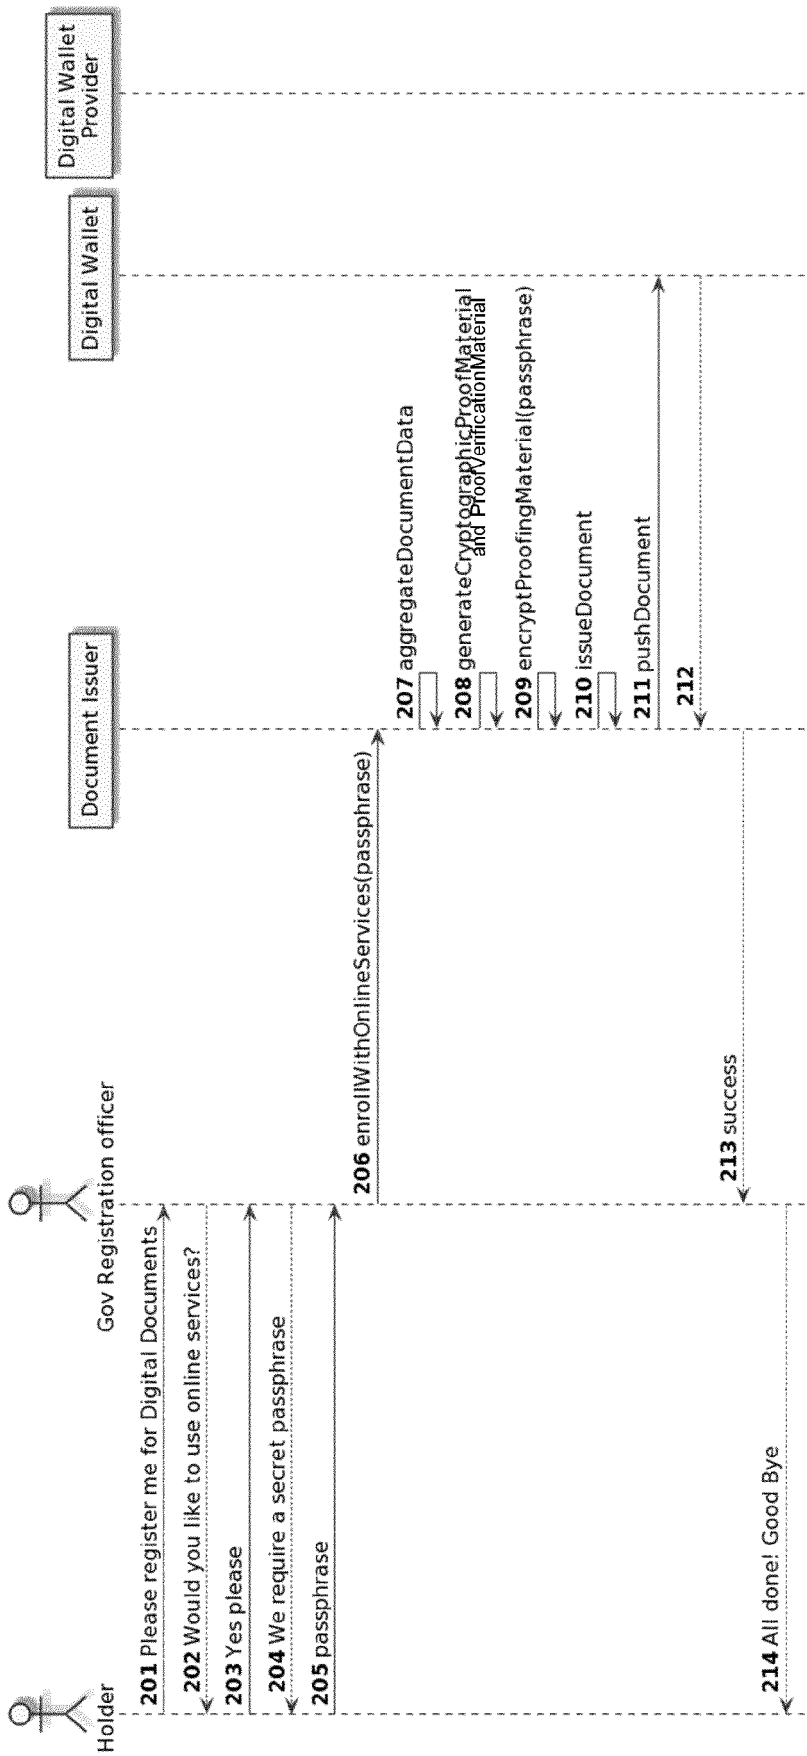 Holder
Gov Registration officer
Document Issuer
Digital Wallet
Digital Wallet
Provider
201 Please register me for Digital Documents
202 Would you like to use online services?
203 Yes please
204 We require a secret passphrase
205 passphrase
206 enrollWithOnlineServices(passphrase)
207 aggregateDocumentData
208 generateCryptographicProofMaterial
and ProofVerificationMaterial
209 encryptProofingMaterial(passphrase)
210 issueDocument
211 pushDocument
212
213 success
214 All done! Good Bye